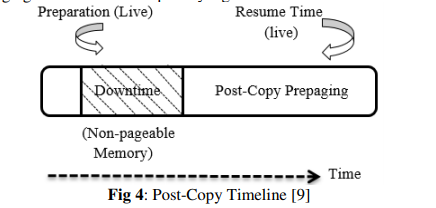 Preparation (Live)
Resume Time
(live)
Downtime
Post-Copy Prepaging
(Non-pageable
Memory)
Time
Fig 4: Post-Copy Timeline [9]